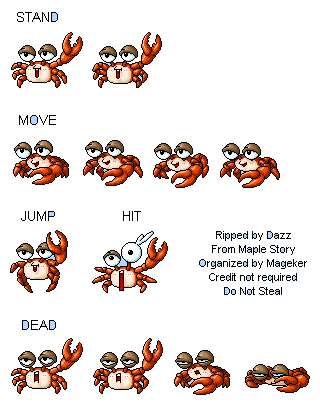 STAND
MOVE
JUMP
HIT
Ripped by Dazz
From Maple Story
Organized by Mageker
Credit not required
Do Not Steal
DEAD